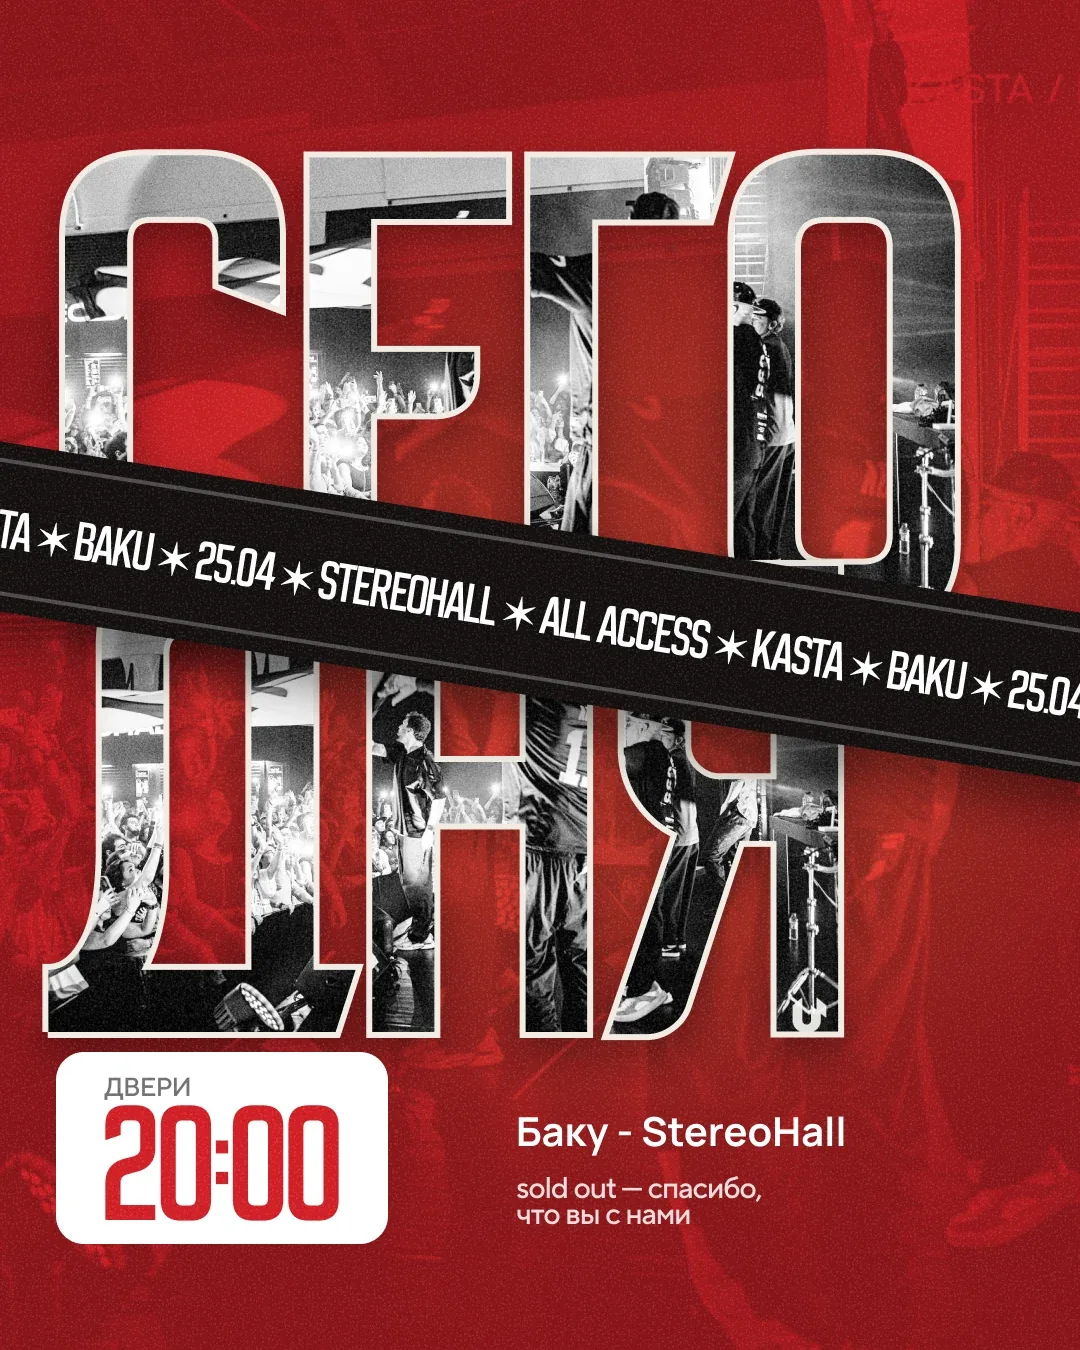 KASTA /
СЕГО
TA ✶ BAKU ✶ 25.04 ✶ STEREOHALL ✶ ALL ACCESS ✶ KASTA ✶ BAKU ✶ 25.04
ДНЯ
ДВЕРИ
20:00
Баку - StereoHall
sold out — спасибо,
что вы с нами